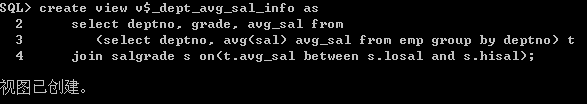 SQL> create view v$_dept_avg_sal_info as
2 select deptno, grade, avg_sal from
3 (select deptno, avg(sal) avg_sal from emp group by deptno) t
4 join salgrade s on(t.avg_sal between s.losal and s.hisal);
视图已创建。